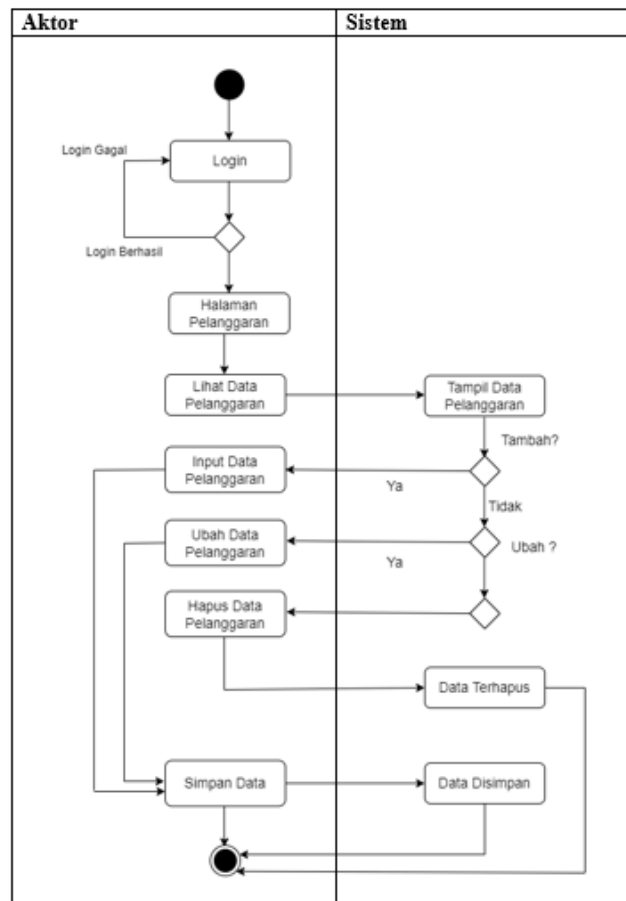 Aktor
Sistem
Login Gagal
Login
Login Berhasil
Halaman
Pelanggaran
Lihat Data
Pelanggaran
Tampil Data
Pelanggaran
Tambah?
Input Data
Pelanggaran
Ya
Tidak
Ubah Data
Pelanggaran
Ya
Ubah ?
Hapus Data
Pelanggaran
Data Terhapus
Simpan Data
Data Disimpan